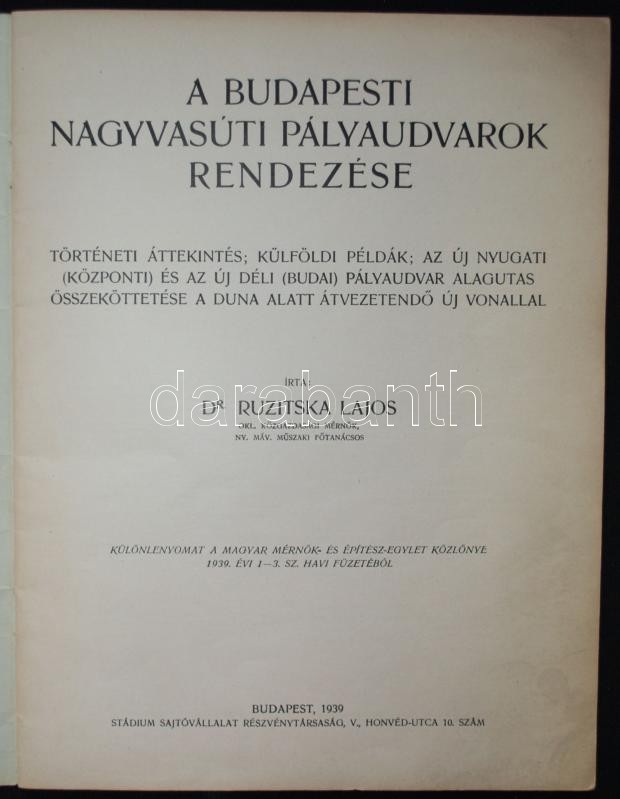 A BUDAPESTI
NAGYVASÚTI PÁLYAUDVAROK
RENDEZÉSE
TÖRTÉNETI ÁTTEKINTÉS; KÜLFÖLDI PÉLDÁK; AZ ÚJ NYUGATI
(KÖZPONTI) ÉS AZ ÚJ DÉLI (BUDAI) PÁLYAUDVAR ALAGUTAS
ÖSSZEKÖTTETÉSE A DUNA ALATT ÁTVEZETENDŐ ÚJ VONALLAL
ÍRTA:
DR. RUZITSKA LAJOS
darabanth
OKL. KÖZGAZDASÁGI MÉRNÖK,
NY. MÁV. MŰSZAKI FŐTANÁCSOS
KÜLÖNLENYOMAT A MAGYAR MÉRNÖK- ÉS ÉPÍTÉSZ-EGYLET KÖZLÖNYE
1939. ÉVI 1—3. SZ. HAVI FÜZETÉBŐL
BUDAPEST, 1939
STÁDIUM SAJTÓVÁLLALAT RÉSZVÉNYTÁRSASÁG, V., HONVÉD-UTCA 10. SZÁM